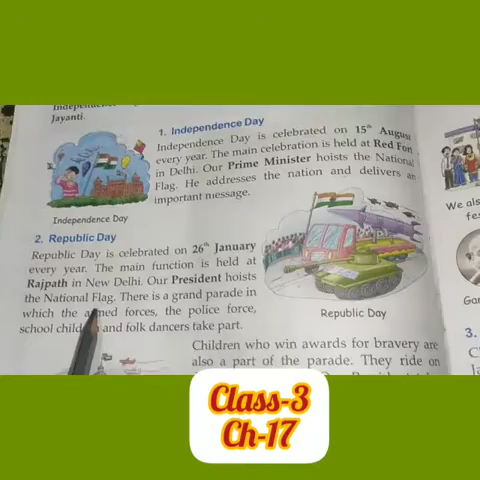 Jayanti.
1. Independence Day
Independence Day is celebrated on 15th August
every year. The main celebration is held at Red Fort
in Delhi. Our Prime Minister hoists the National
Flag. He addresses the nation and delivers an
important message.
Independence Day
2. Republic Day
Republic Day is celebrated on 26th January
every year. The main function is held at
Rajpath in New Delhi. Our President hoists
the National Flag. There is a grand parade in
which the armed forces, the police force,
school children and folk dancers take part.
Republic Day
Children who win awards for bravery are
also a part of the parade. They ride on
We als
fes
Gan
3.
Class-3
Ch-17